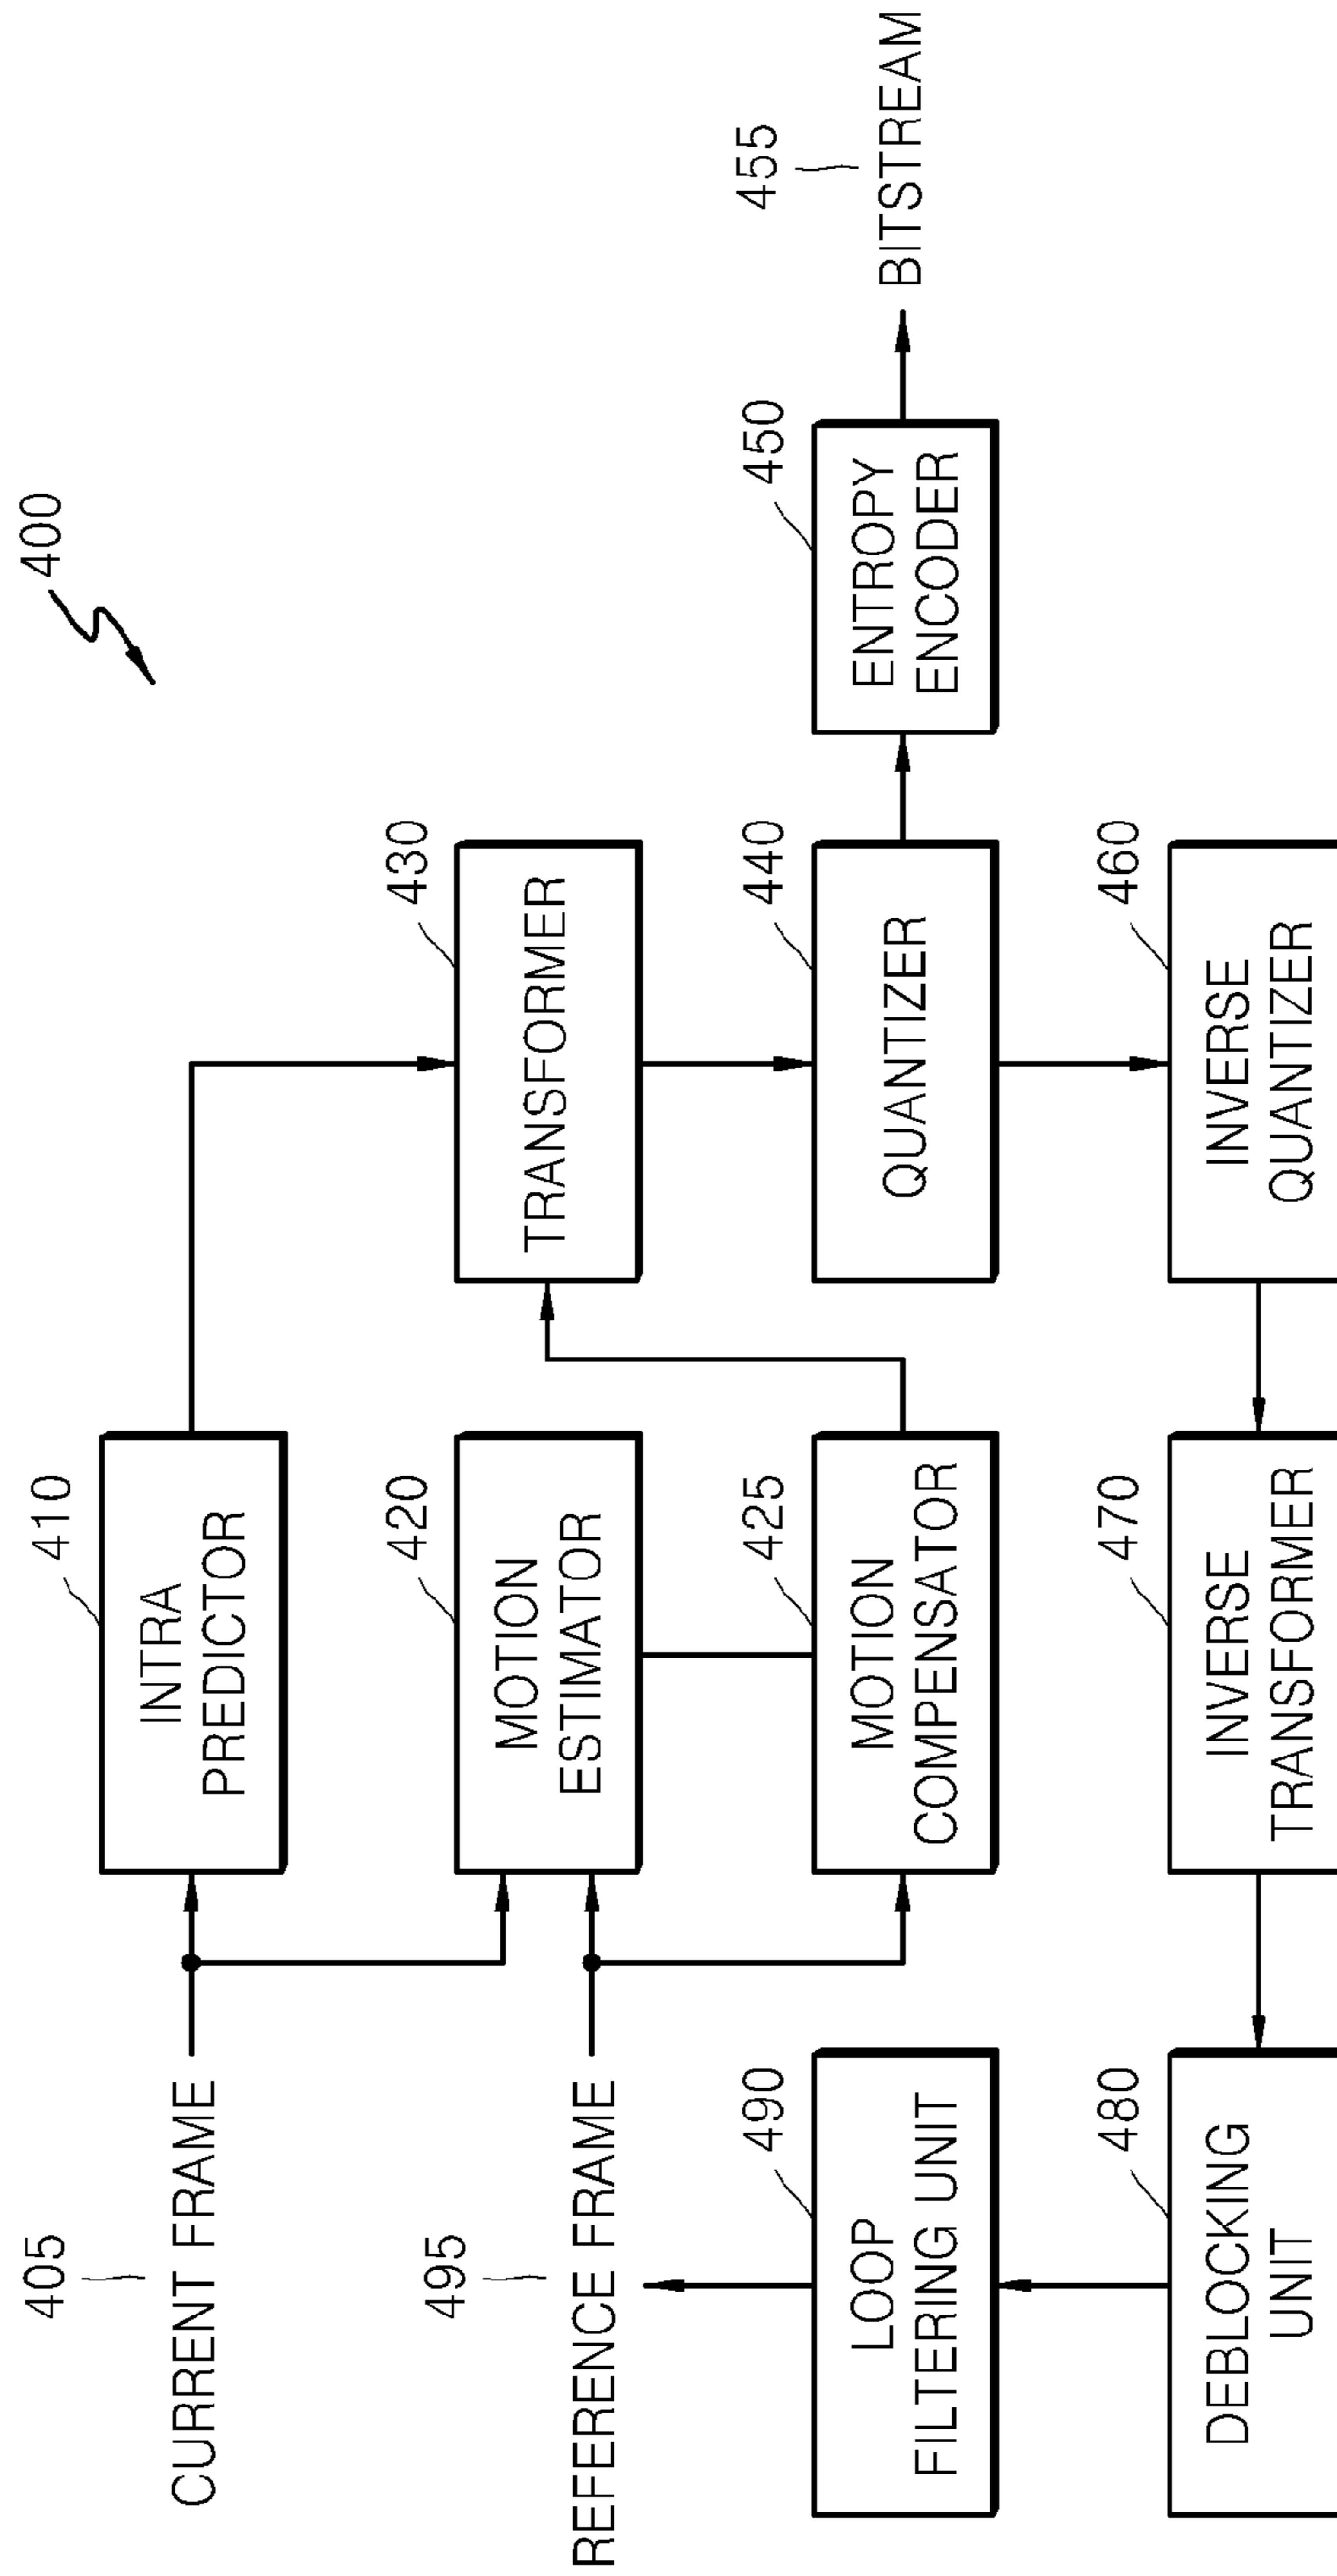 400
405
CURRENT FRAME
410
INTRA
PREDICTOR
495
REFERENCE FRAME
420
MOTION
ESTIMATOR
430
TRANSFORMER
490
LOOP
FILTERING UNIT
425
MOTION
COMPENSATOR
440
QUANTIZER
450
ENTROPY
ENCODER
455
BITSTREAM
480
DEBLOCKING
UNIT
470
INVERSE
TRANSFORMER
460
INVERSE
QUANTIZER